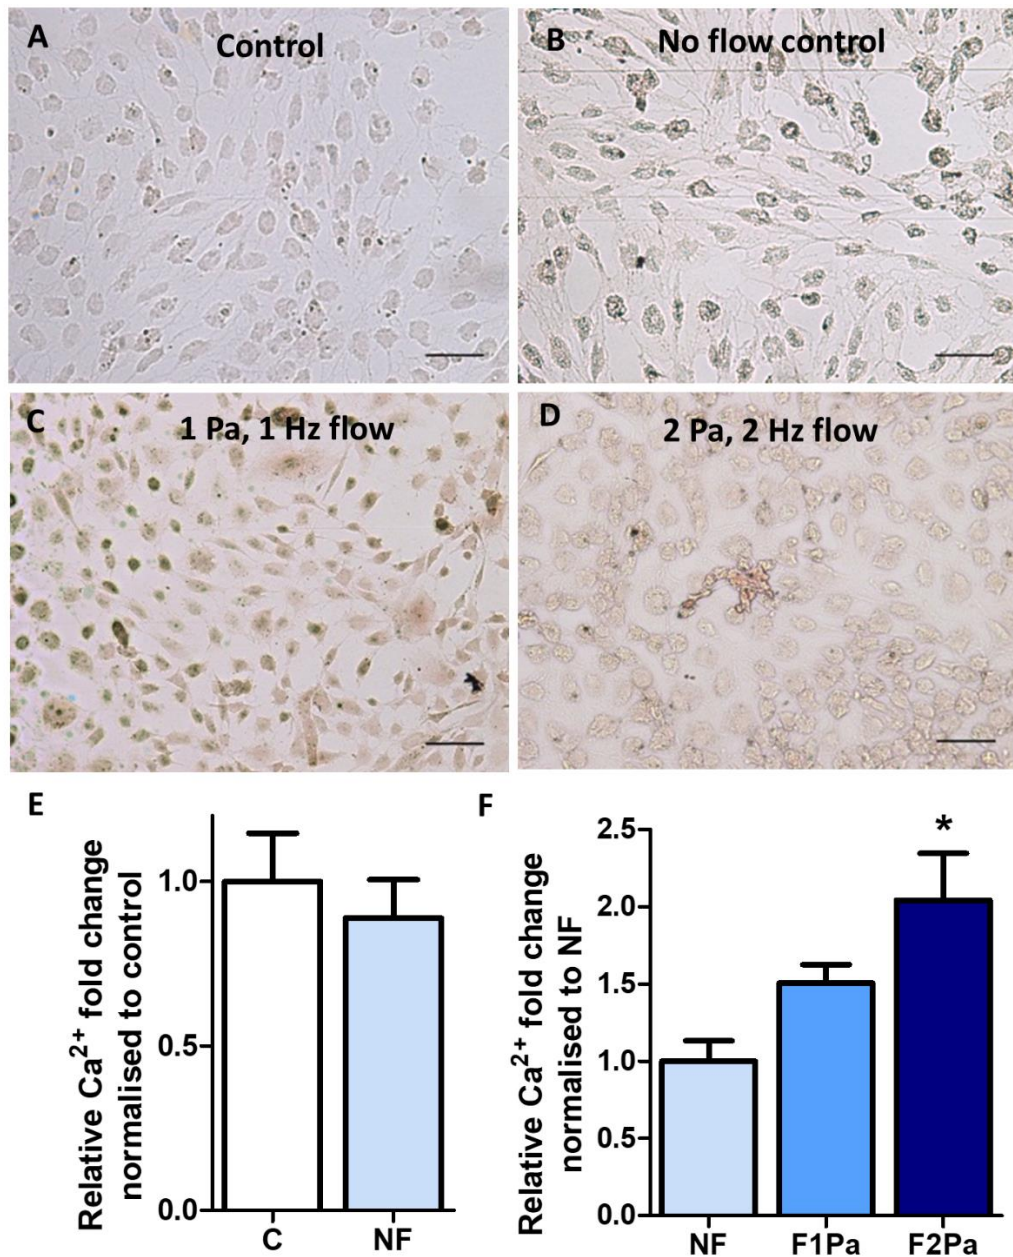 A
Control
B
No flow control
C
1 Pa, 1 Hz flow
D
2 Pa, 2 Hz flow
E
Relative Ca²⁺ fold change
normalised to control
1.0
0.5
0.0
C
NF
F
Relative Ca²⁺ fold change
normalised to NF
2.5
2.0
1.5
1.0
0.5
0.0
*
NF
F1Pa
F2Pa